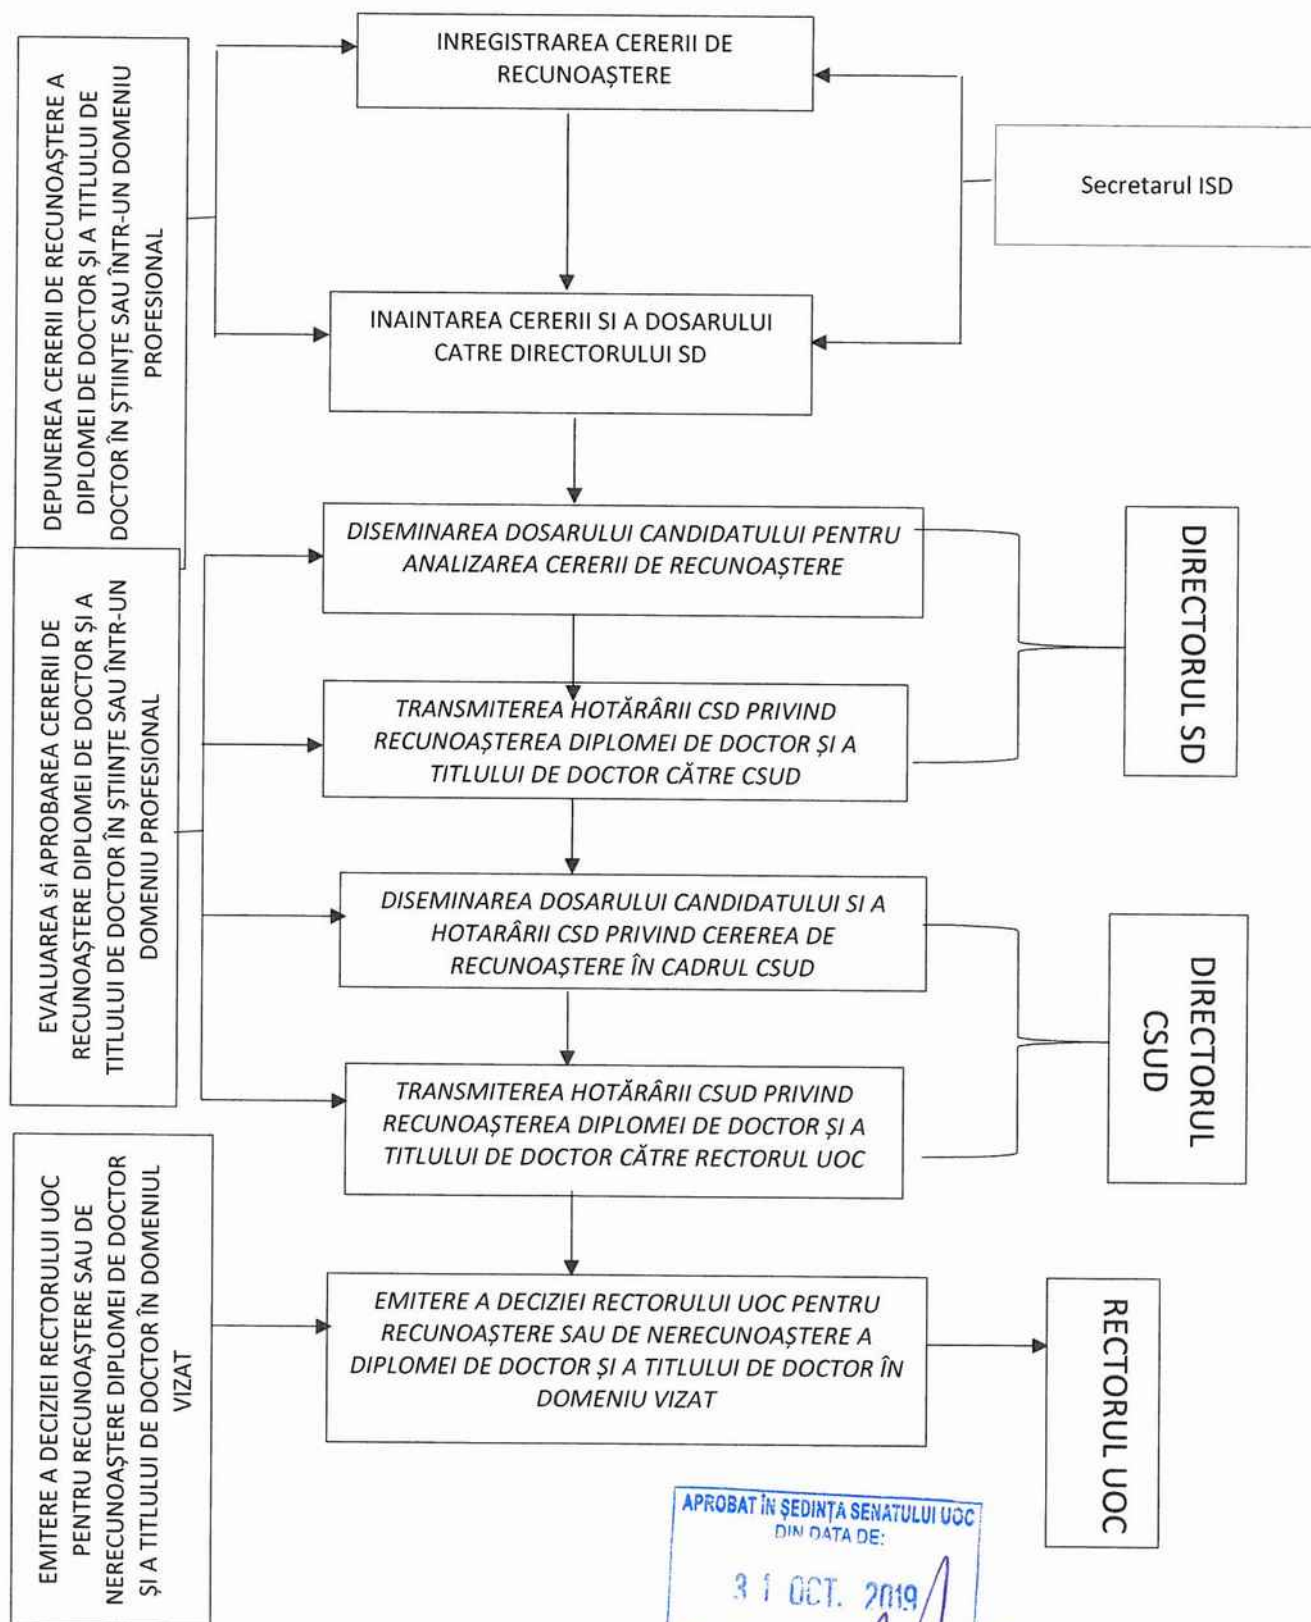 INREGISTRAREA CERERII DE
RECUNOAȘTERE
DEPUNEREA CERERII DE RECUNOAȘTERE A
DIPLOMEI DE DOCTOR ȘI A TITLULUI DE
DOCTOR ÎN ȘTIINȚE SAU ÎNTR-UN DOMENIU
PROFESIONAL
Secretarul ISD
INAINTAREA CERERII SI A DOSARULUI
CATRE DIRECTORULUI SD
DISEMINAREA DOSARULUI CANDIDATULUI PENTRU
ANALIZAREA CERERII DE RECUNOAȘTERE
DIRECTORUL SD
EVALUAREA si APROBAREA CERERII DE
RECUNOAȘTERE DIPLOMEI DE DOCTOR ȘI A
TITLULUI DE DOCTOR ÎN ȘTIINȚE SAU ÎNTR-UN
DOMENIU PROFESIONAL
TRANSMITEREA HOTĂRÂRII CSD PRIVIND
RECUNOAȘTEREA DIPLOMEI DE DOCTOR ȘI A
TITLULUI DE DOCTOR CĂTRE CSUD
DISEMINAREA DOSARULUI CANDIDATULUI SI A
HOTARÂRII CSD PRIVIND CEREREA DE
RECUNOAȘTERE ÎN CADRUL CSUD
DIRECTORUL
CSUD
TRANSMITEREA HOTĂRÂRII CSUD PRIVIND
RECUNOAȘTEREA DIPLOMEI DE DOCTOR ȘI A
TITLULUI DE DOCTOR CĂTRE RECTORUL UOC
EMITERE A DECIZIEI RECTORULUI UOC
PENTRU RECUNOAȘTERE SAU DE
NERECUNOAȘTERE DIPLOMEI DE DOCTOR
ȘI A TITLULUI DE DOCTOR ÎN DOMENIUL
VIZAT
EMITERE A DECIZIEI RECTORULUI UOC PENTRU
RECUNOAȘTERE SAU DE NERECUNOAȘTERE A
DIPLOMEI DE DOCTOR ȘI A TITLULUI DE DOCTOR ÎN
DOMENIU VIZAT
RECTORUL UOC
APROBAT ÎN ȘEDINȚA SENATULUI UOC
DIN DATA DE:
31 OCT. 2019